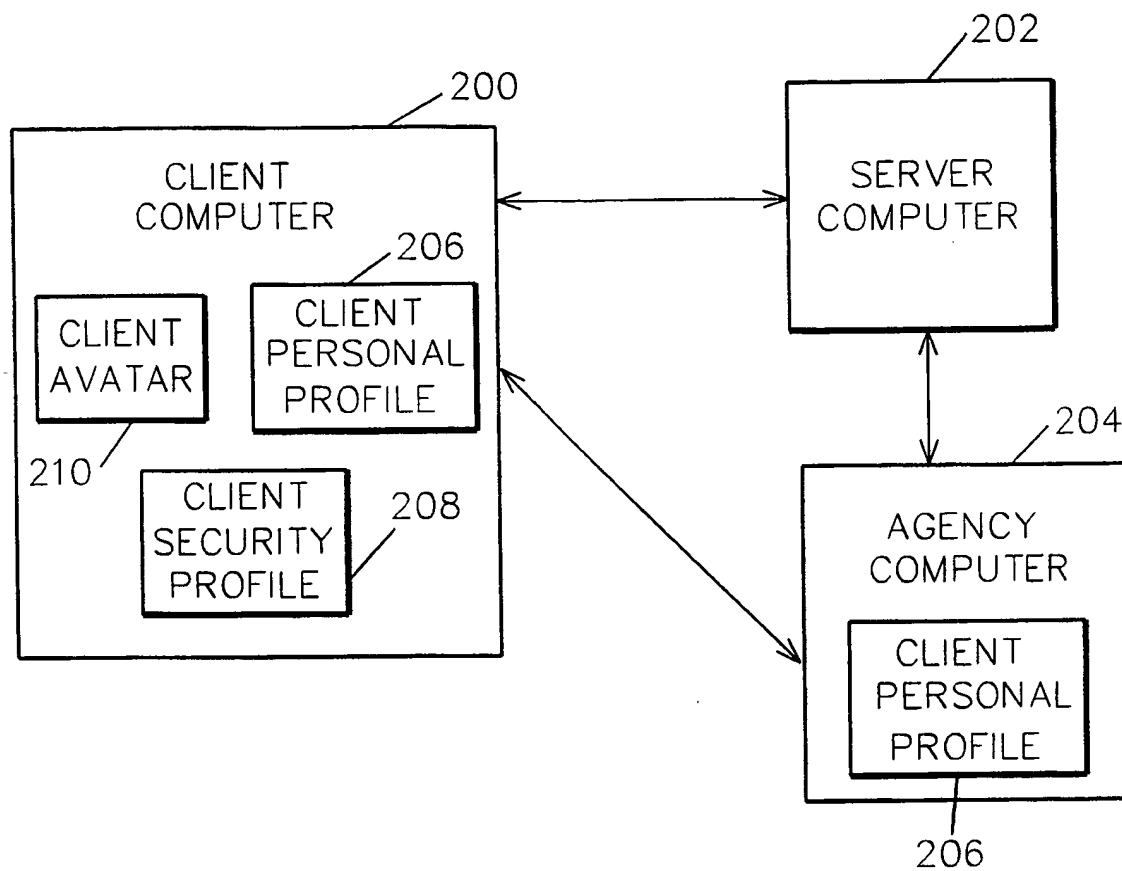 202
200
CLIENT
COMPUTER
SERVER
COMPUTER
206
CLIENT
AVATAR
CLIENT
PERSONAL
PROFILE
210
204
CLIENT
SECURITY
PROFILE
208
AGENCY
COMPUTER
CLIENT
PERSONAL
PROFILE
206